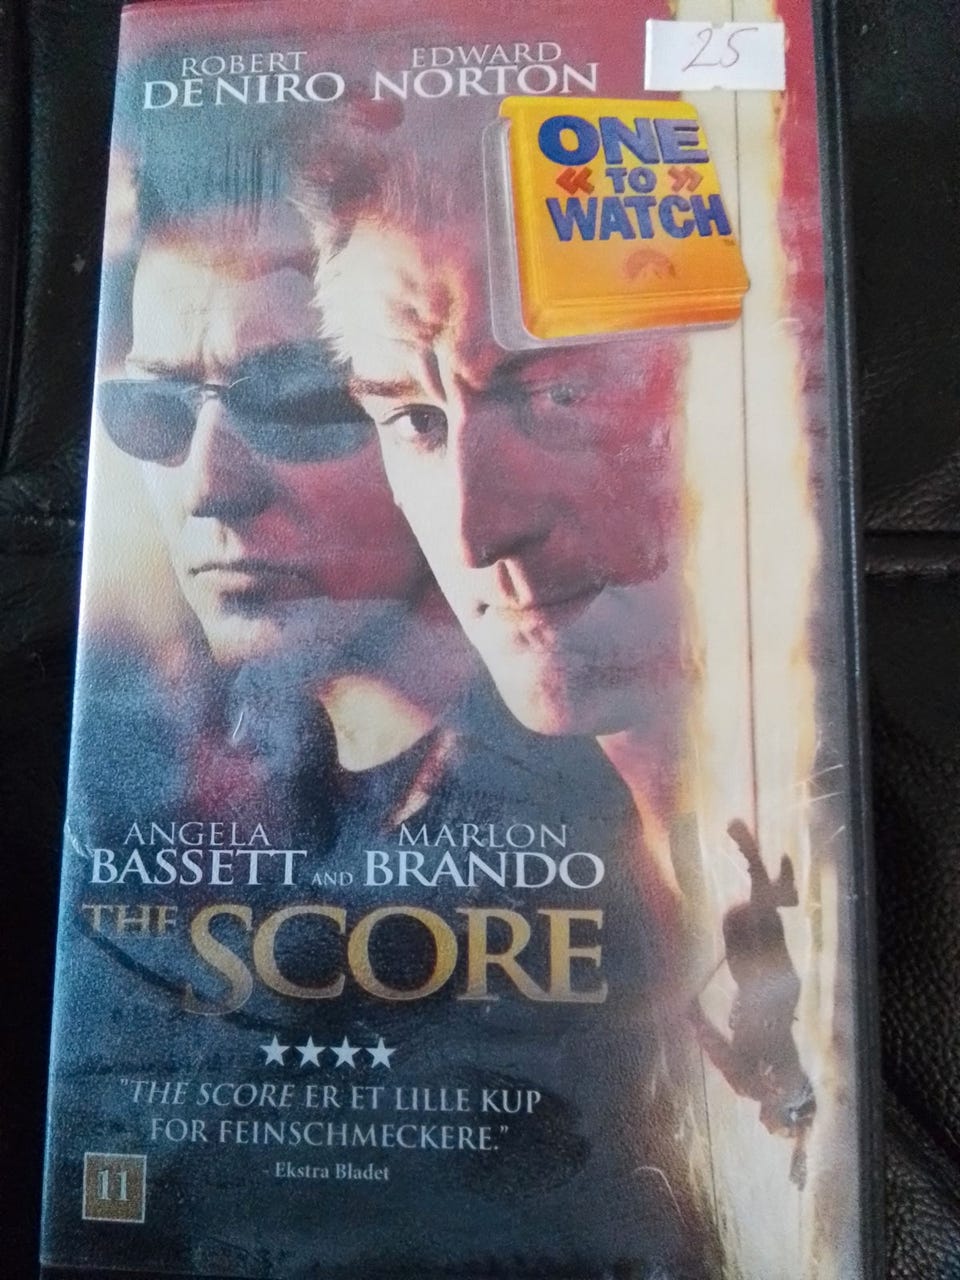 25
ROBERT
DE NIRO
EDWARD
NORTON
ONE
« TO »
WATCH
TM
ANGELA
BASSETT AND
MARLON
BRANDO
THE SCORE
★★★★
"THE SCORE ER ET LILLE KUP
FOR FEINSCHMECKERE."
- Ekstra Bladet
11